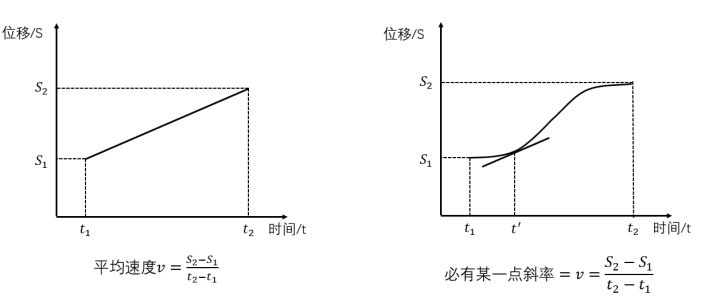 位移/S
S₂
S₁
t₁
t₂
时间/t
平均速度v = (S₂−S₁)/(t₂−t₁)
位移/S
S₂
S₁
t₁
t′
t₂
时间/t
必有某一点斜率 = v = (S₂ − S₁)/(t₂ − t₁)